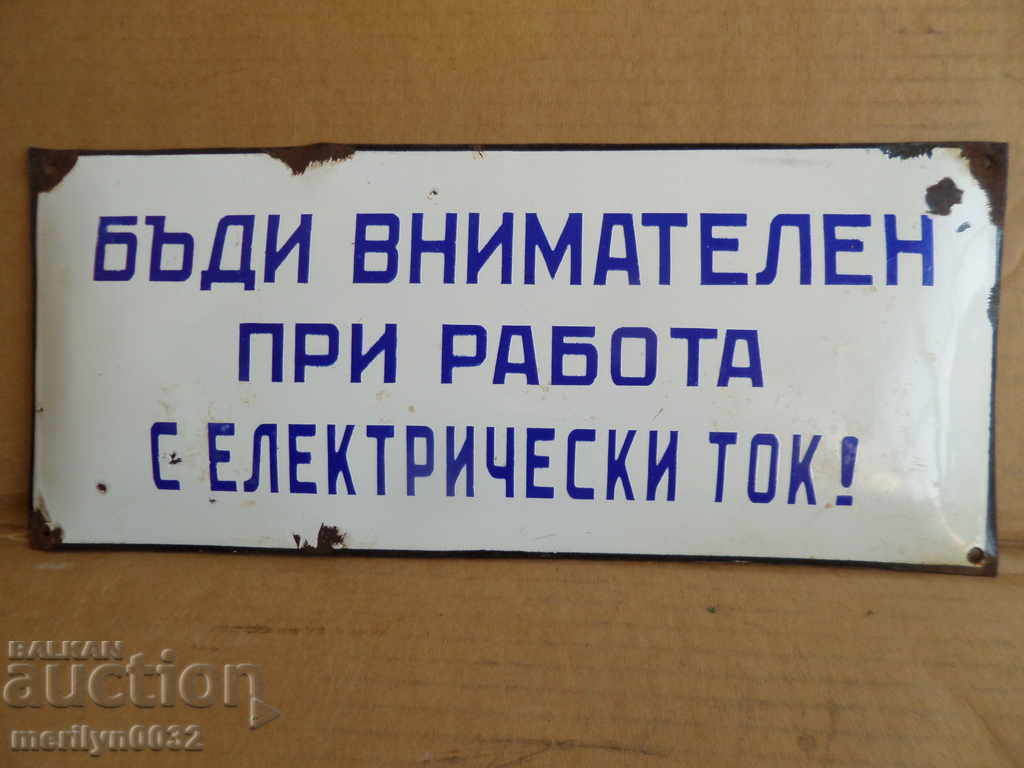 БЪДИ ВНИМАТЕЛЕН
ПРИ РАБОТА
С ЕЛЕКТРИЧЕСКИ ТОК!
BALKAN
auction
merilyn0032